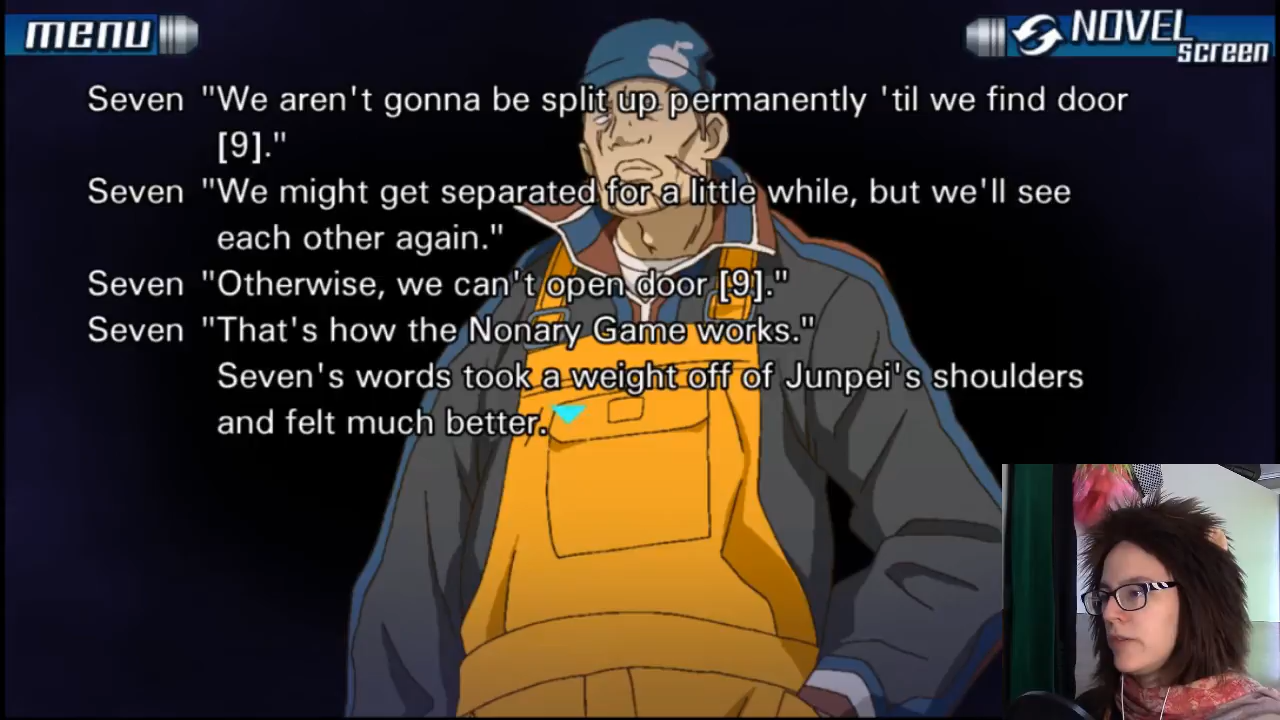 menu
NOVEL
screen
Seven "We aren't gonna be split up permanently 'til we find door
[9]."
Seven "We might get separated for a little while, but we'll see
each other again."
Seven "Otherwise, we can't open door [9]."
Seven "That's how the Nonary Game works."
Seven's words took a weight off of Junpei's shoulders
and felt much better.